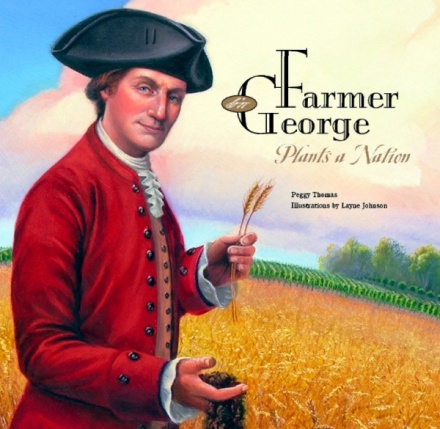 Farmer
George
Plants a Nation
Peggy Thomas
Illustrations by Layne Johnson